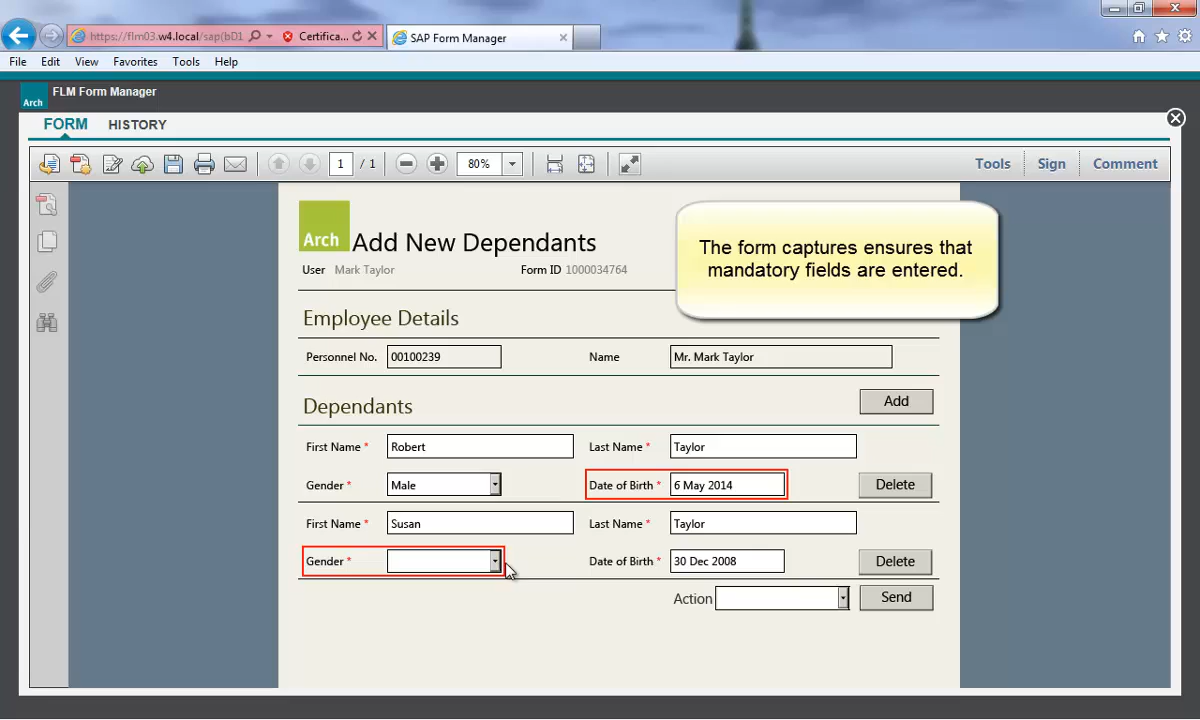 https://flm03.w4.local/sap(bD1
Certifica...
SAP Form Manager
File Edit View Favorites Tools Help
Arch
FLM Form Manager
FORM HISTORY
1 / 1 80% Tools Sign Comment
Arch
Add New Dependants
The form captures ensures that
mandatory fields are entered.
User Mark Taylor Form ID 1000034764
Employee Details
Personnel No. 00100239 Name Mr. Mark Taylor
Dependants Add
First Name * Robert Last Name * Taylor
Gender * Male Date of Birth * 6 May 2014 Delete
First Name * Susan Last Name * Taylor
Gender * Date of Birth * 30 Dec 2008 Delete
Action Send